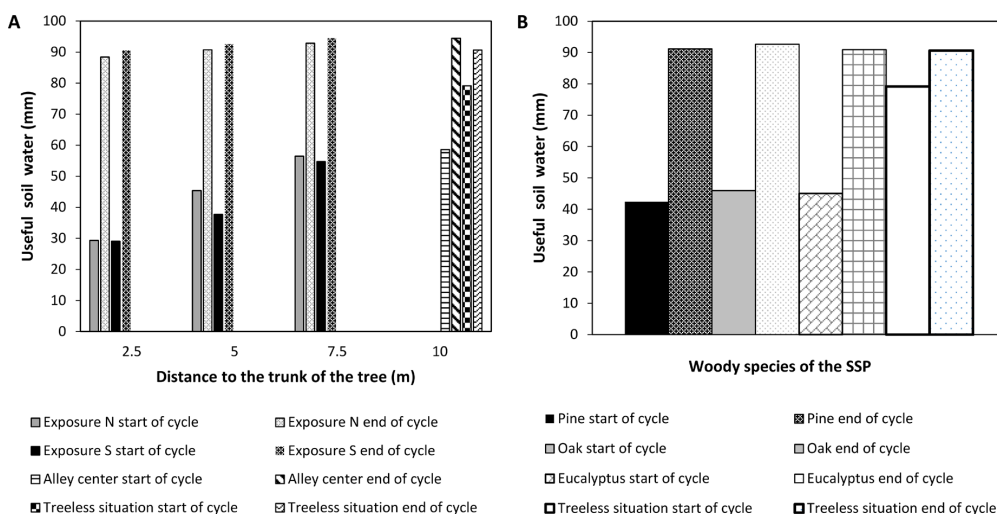 A
Useful soil water (mm)
100
90
80
70
60
50
40
30
20
10
0
2.5 5 7.5 10
Distance to the trunk of the tree (m)
Exposure N start of cycle
Exposure N end of cycle
Exposure S start of cycle
Exposure S end of cycle
Alley center start of cycle
Alley center end of cycle
Treeless situation start of cycle
Treeless situation end of cycle
B
Useful soil water (mm)
100
90
80
70
60
50
40
30
20
10
0
Woody species of the SSP
Pine start of cycle
Pine end of cycle
Oak start of cycle
Oak end of cycle
Eucalyptus start of cycle
Eucalyptus end of cycle
Treeless situation start of cycle
Treeless situation end of cycle